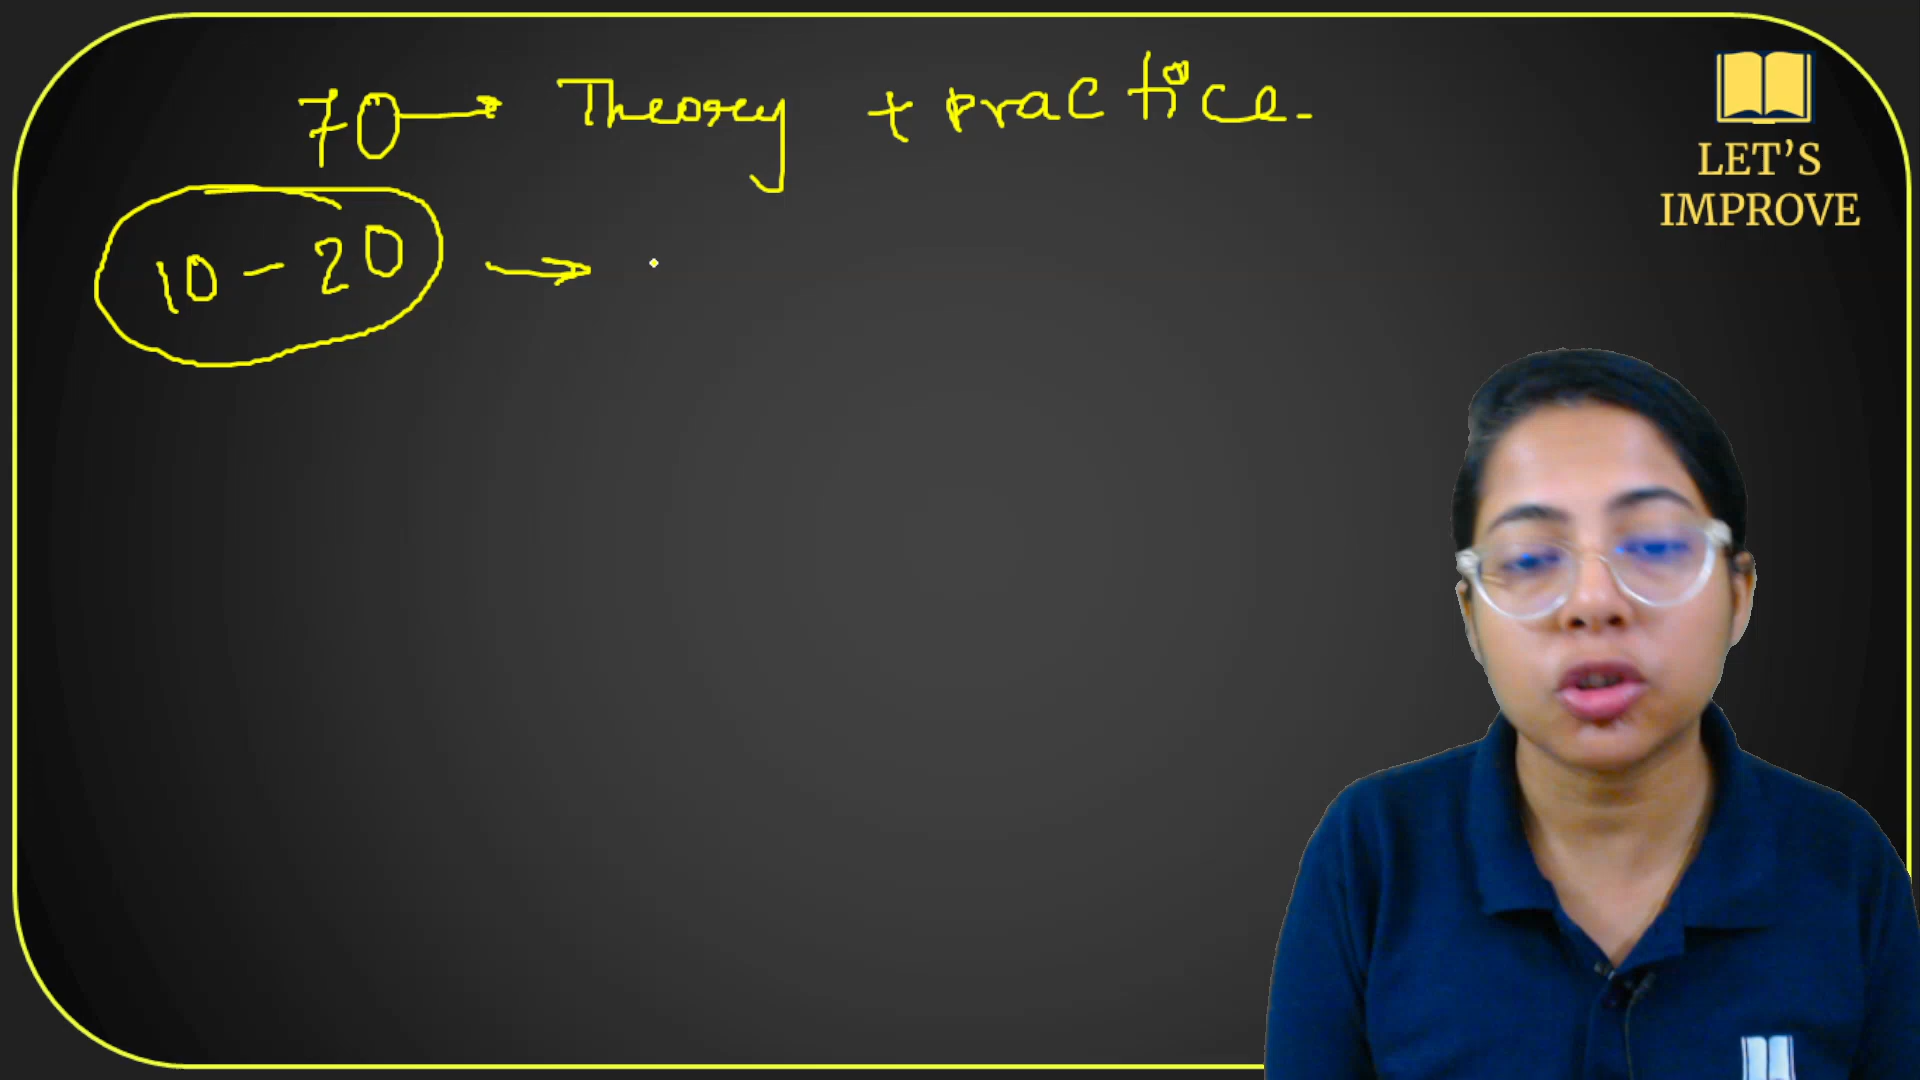 70 → Theory + practice.
10 - 20 →
LET'S
IMPROVE